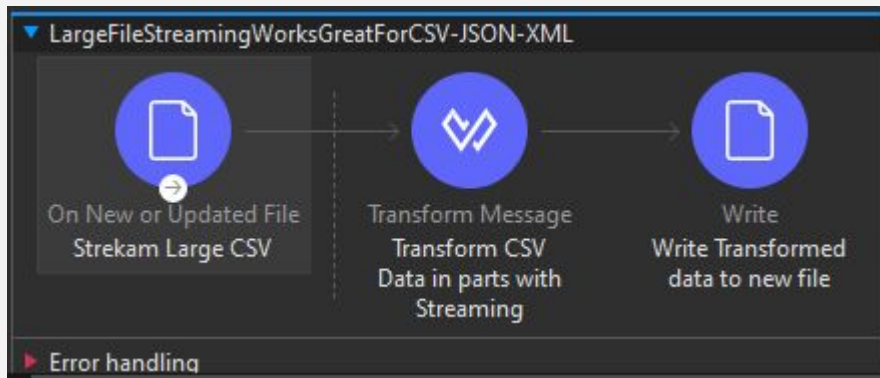 LargeFileStreamingWorksGreatForCSV-JSON-XML
On New or Updated File
Strekam Large CSV
Transform Message
Transform CSV
Data in parts with
Streaming
Write
Write Transformed
data to new file
Error handling